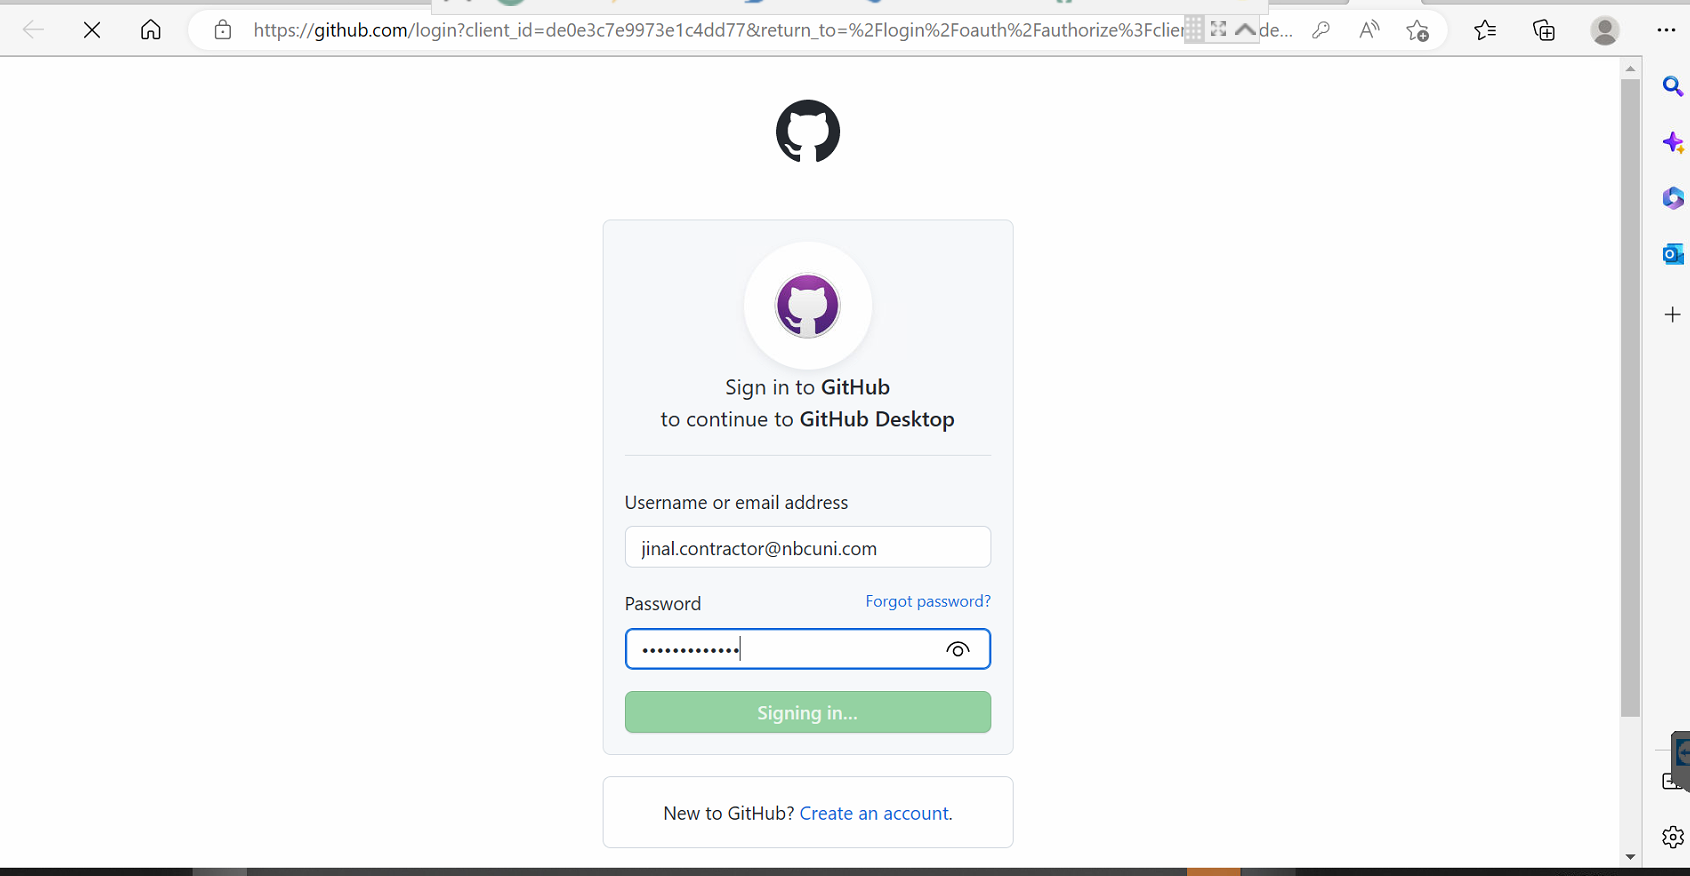 https://github.com/login?client_id=de0e3c7e9973e1c4dd77&return_to=%2Flogin%2Foauth%2Fauthorize%3Fclien de...
Sign in to GitHub
to continue to GitHub Desktop
Username or email address
jinal.contractor@nbcuni.com
Password Forgot password?
•••••••••••••
Signing in...
New to GitHub? Create an account.